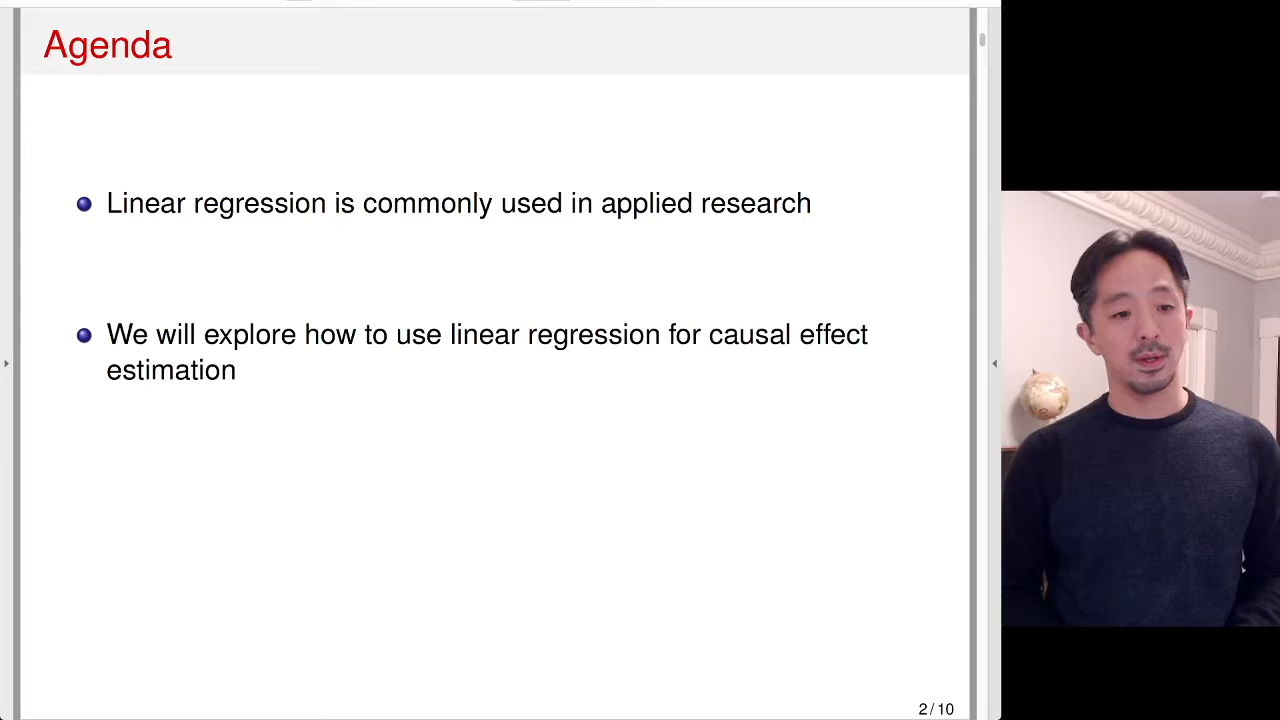 Agenda
Linear regression is commonly used in applied research
We will explore how to use linear regression for causal effect
estimation
2 / 10